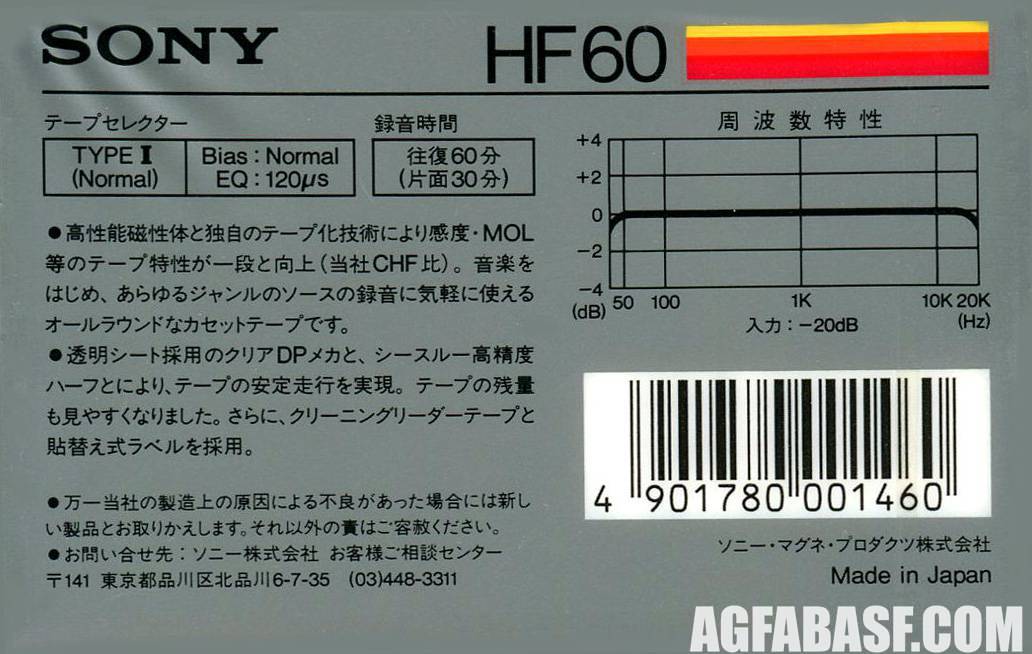 SONY
HF60
テープセレクター
TYPE I
(Normal)
Bias : Normal
EQ : 120μs
録音時間
往復60分
(片面30分)
●高性能磁性体と独自のテープ化技術により感度・MOL
等のテープ特性が一段と向上(当社CHF比)。音楽を
はじめ、あらゆるジャンルのソースの録音に気軽に使える
オールラウンドなカセットテープです。
●透明シート採用のクリアDPメカと、シースルー高精度
ハーフとにより、テープの安定走行を実現。テープの残量
も見やすくなりました。さらに、クリーニングリーダーテープと
貼替え式ラベルを採用。
●万一当社の製造上の原因による不良があった場合には新し
い製品とお取りかえします。それ以外の責はご容赦ください。
●お問い合せ先：ソニー株式会社 お客様ご相談センター
〒141 東京都品川区北品川6-7-35 (03)448-3311
周波数特性
+4
+2
0
−2
−4
(dB)
50 100 1K 10K 20K
(Hz)
入力：−20dB
4 901780 001460
ソニー・マグネ・プロダクツ株式会社
Made in Japan
AGFABASF.COM